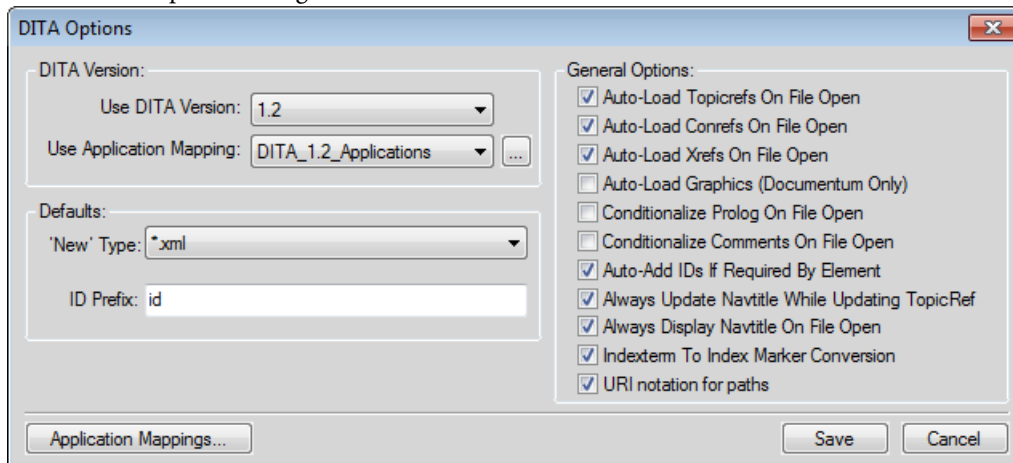 DITA Options
DITA Version:
Use DITA Version: 1.2
Use Application Mapping: DITA_1.2_Applications ...
Defaults:
'New' Type: *.xml
ID Prefix: id
General Options:
Auto-Load Topicrefs On File Open
Auto-Load Conrefs On File Open
Auto-Load Xrefs On File Open
Auto-Load Graphics (Documentum Only)
Conditionalize Prolog On File Open
Conditionalize Comments On File Open
Auto-Add IDs If Required By Element
Always Update Navtitle While Updating TopicRef
Always Display Navtitle On File Open
Indexterm To Index Marker Conversion
URI notation for paths
Application Mappings... Save Cancel